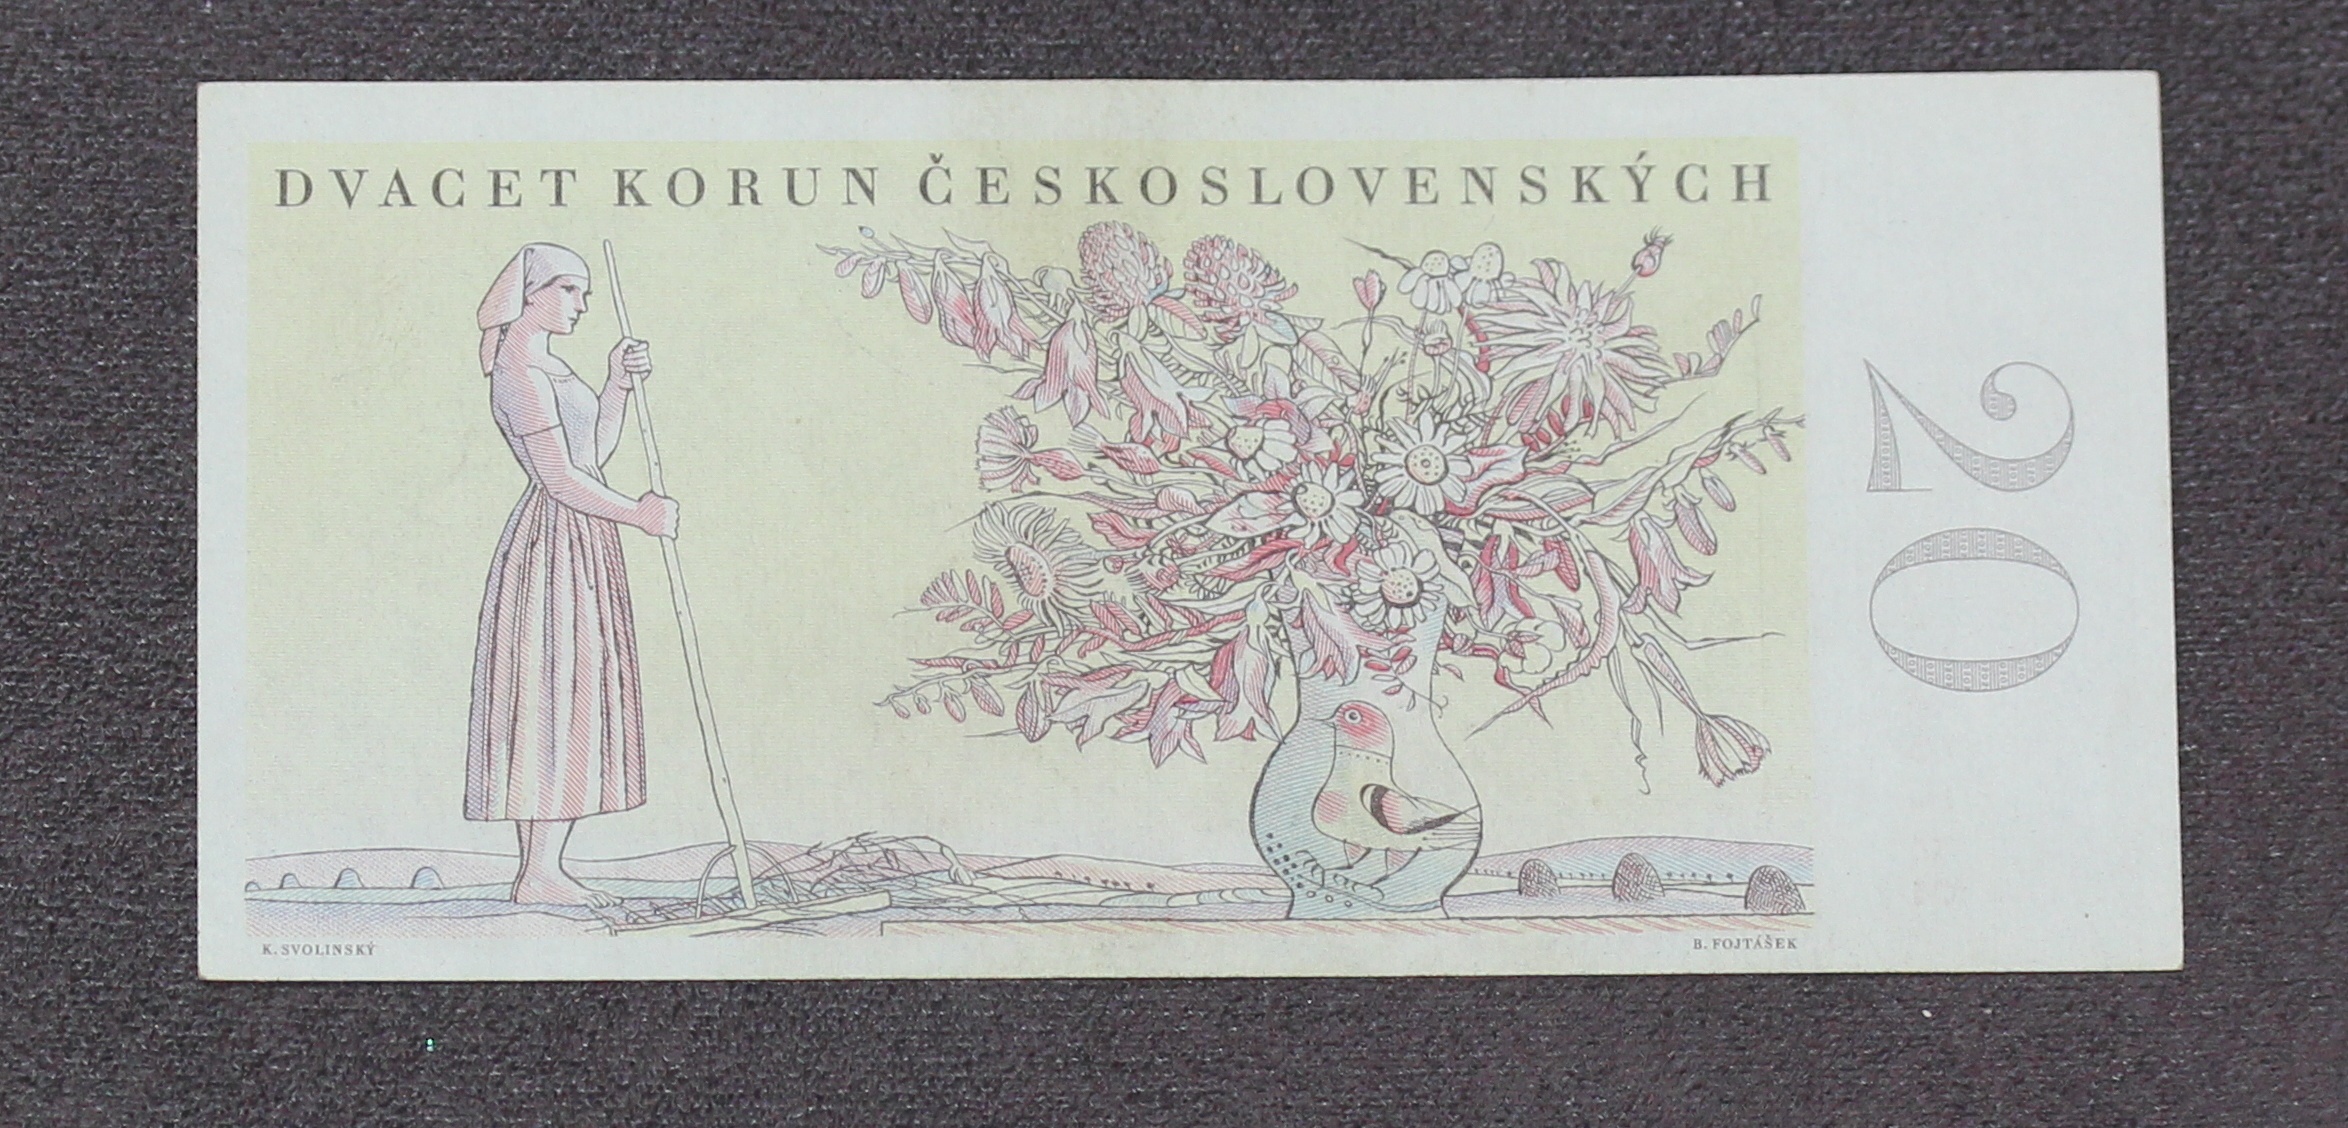 DVACET KORUN ČESKOSLOVENSKÝCH
20
K. SVOLINSKÝ
B. FOJTÁŠEK